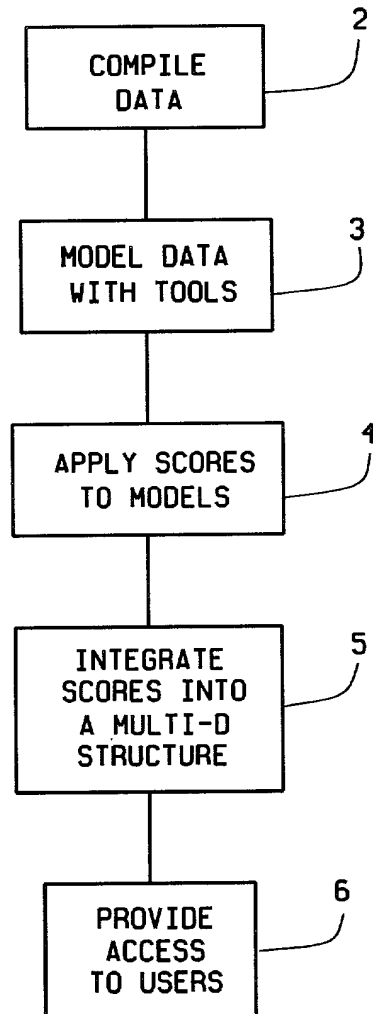 2
COMPILE
DATA
3
MODEL DATA
WITH TOOLS
4
APPLY SCORES
TO MODELS
5
INTEGRATE
SCORES INTO
A MULTI-D
STRUCTURE
6
PROVIDE
ACCESS
TO USERS